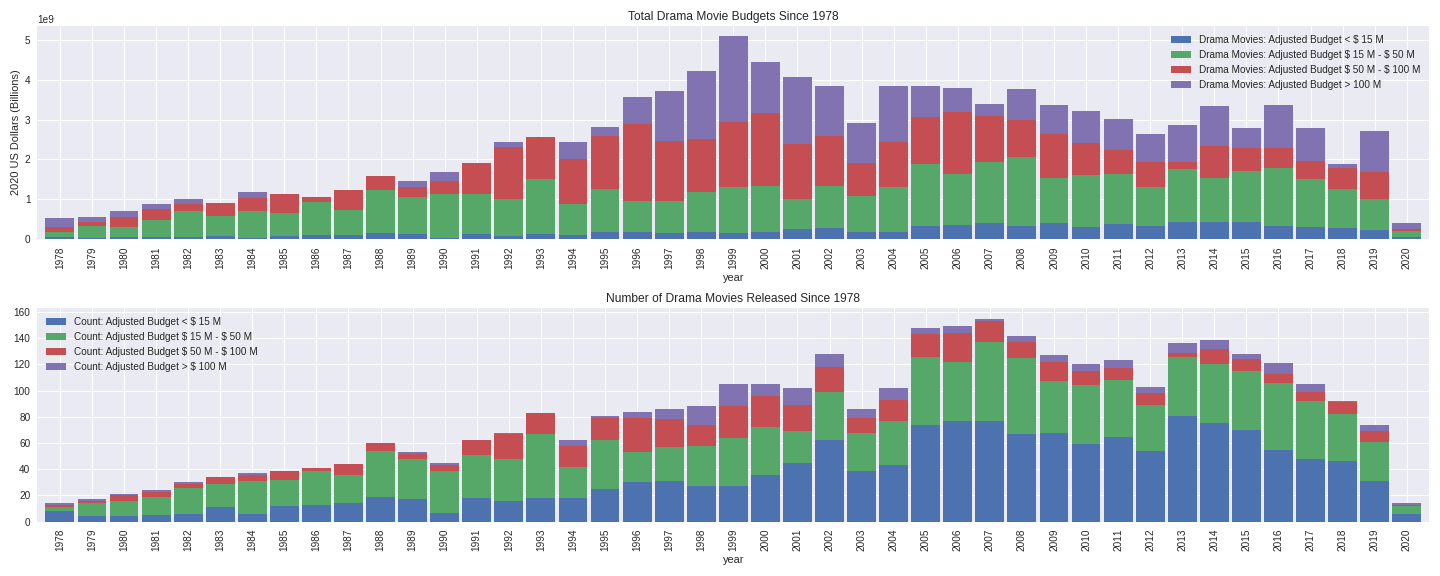 Total Drama Movie Budgets Since 1978
1e9
2020 US Dollars (Billions)
5
4
3
2
1
0
Drama Movies: Adjusted Budget < $ 15 M
Drama Movies: Adjusted Budget $ 15 M - $ 50 M
Drama Movies: Adjusted Budget $ 50 M - $ 100 M
Drama Movies: Adjusted Budget > 100 M
1978 1979 1980 1981 1982 1983 1984 1985 1986 1987 1988 1989 1990 1991 1992 1993 1994 1995 1996 1997 1998 1999 2000 2001 2002 2003 2004 2005 2006 2007 2008 2009 2010 2011 2012 2013 2014 2015 2016 2017 2018 2019 2020
year
Number of Drama Movies Released Since 1978
160
140
120
100
80
60
40
20
0
Count: Adjusted Budget < $ 15 M
Count: Adjusted Budget $ 15 M - $ 50 M
Count: Adjusted Budget $ 50 M - $ 100 M
Count: Adjusted Budget > $ 100 M
1978 1979 1980 1981 1982 1983 1984 1985 1986 1987 1988 1989 1990 1991 1992 1993 1994 1995 1996 1997 1998 1999 2000 2001 2002 2003 2004 2005 2006 2007 2008 2009 2010 2011 2012 2013 2014 2015 2016 2017 2018 2019 2020
year